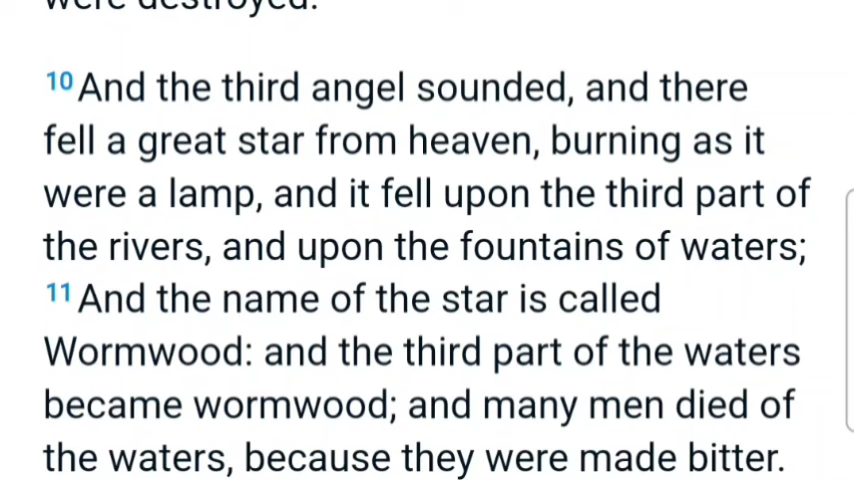 were destroyed.
10 And the third angel sounded, and there
fell a great star from heaven, burning as it
were a lamp, and it fell upon the third part of
the rivers, and upon the fountains of waters;
11 And the name of the star is called
Wormwood: and the third part of the waters
became wormwood; and many men died of
the waters, because they were made bitter.